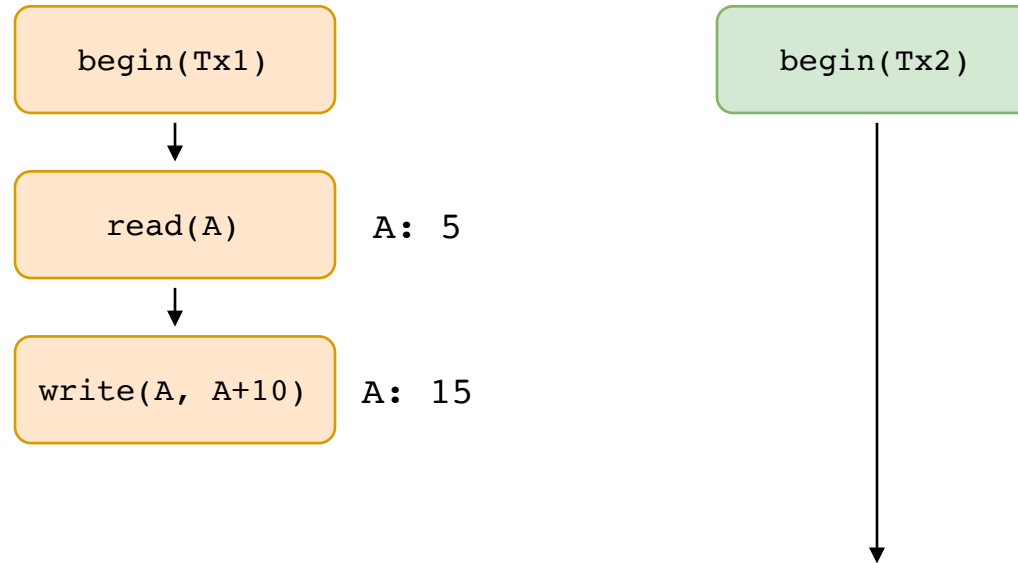 begin(Tx1)
begin(Tx2)
read(A)
A: 5
write(A, A+10)
A: 15